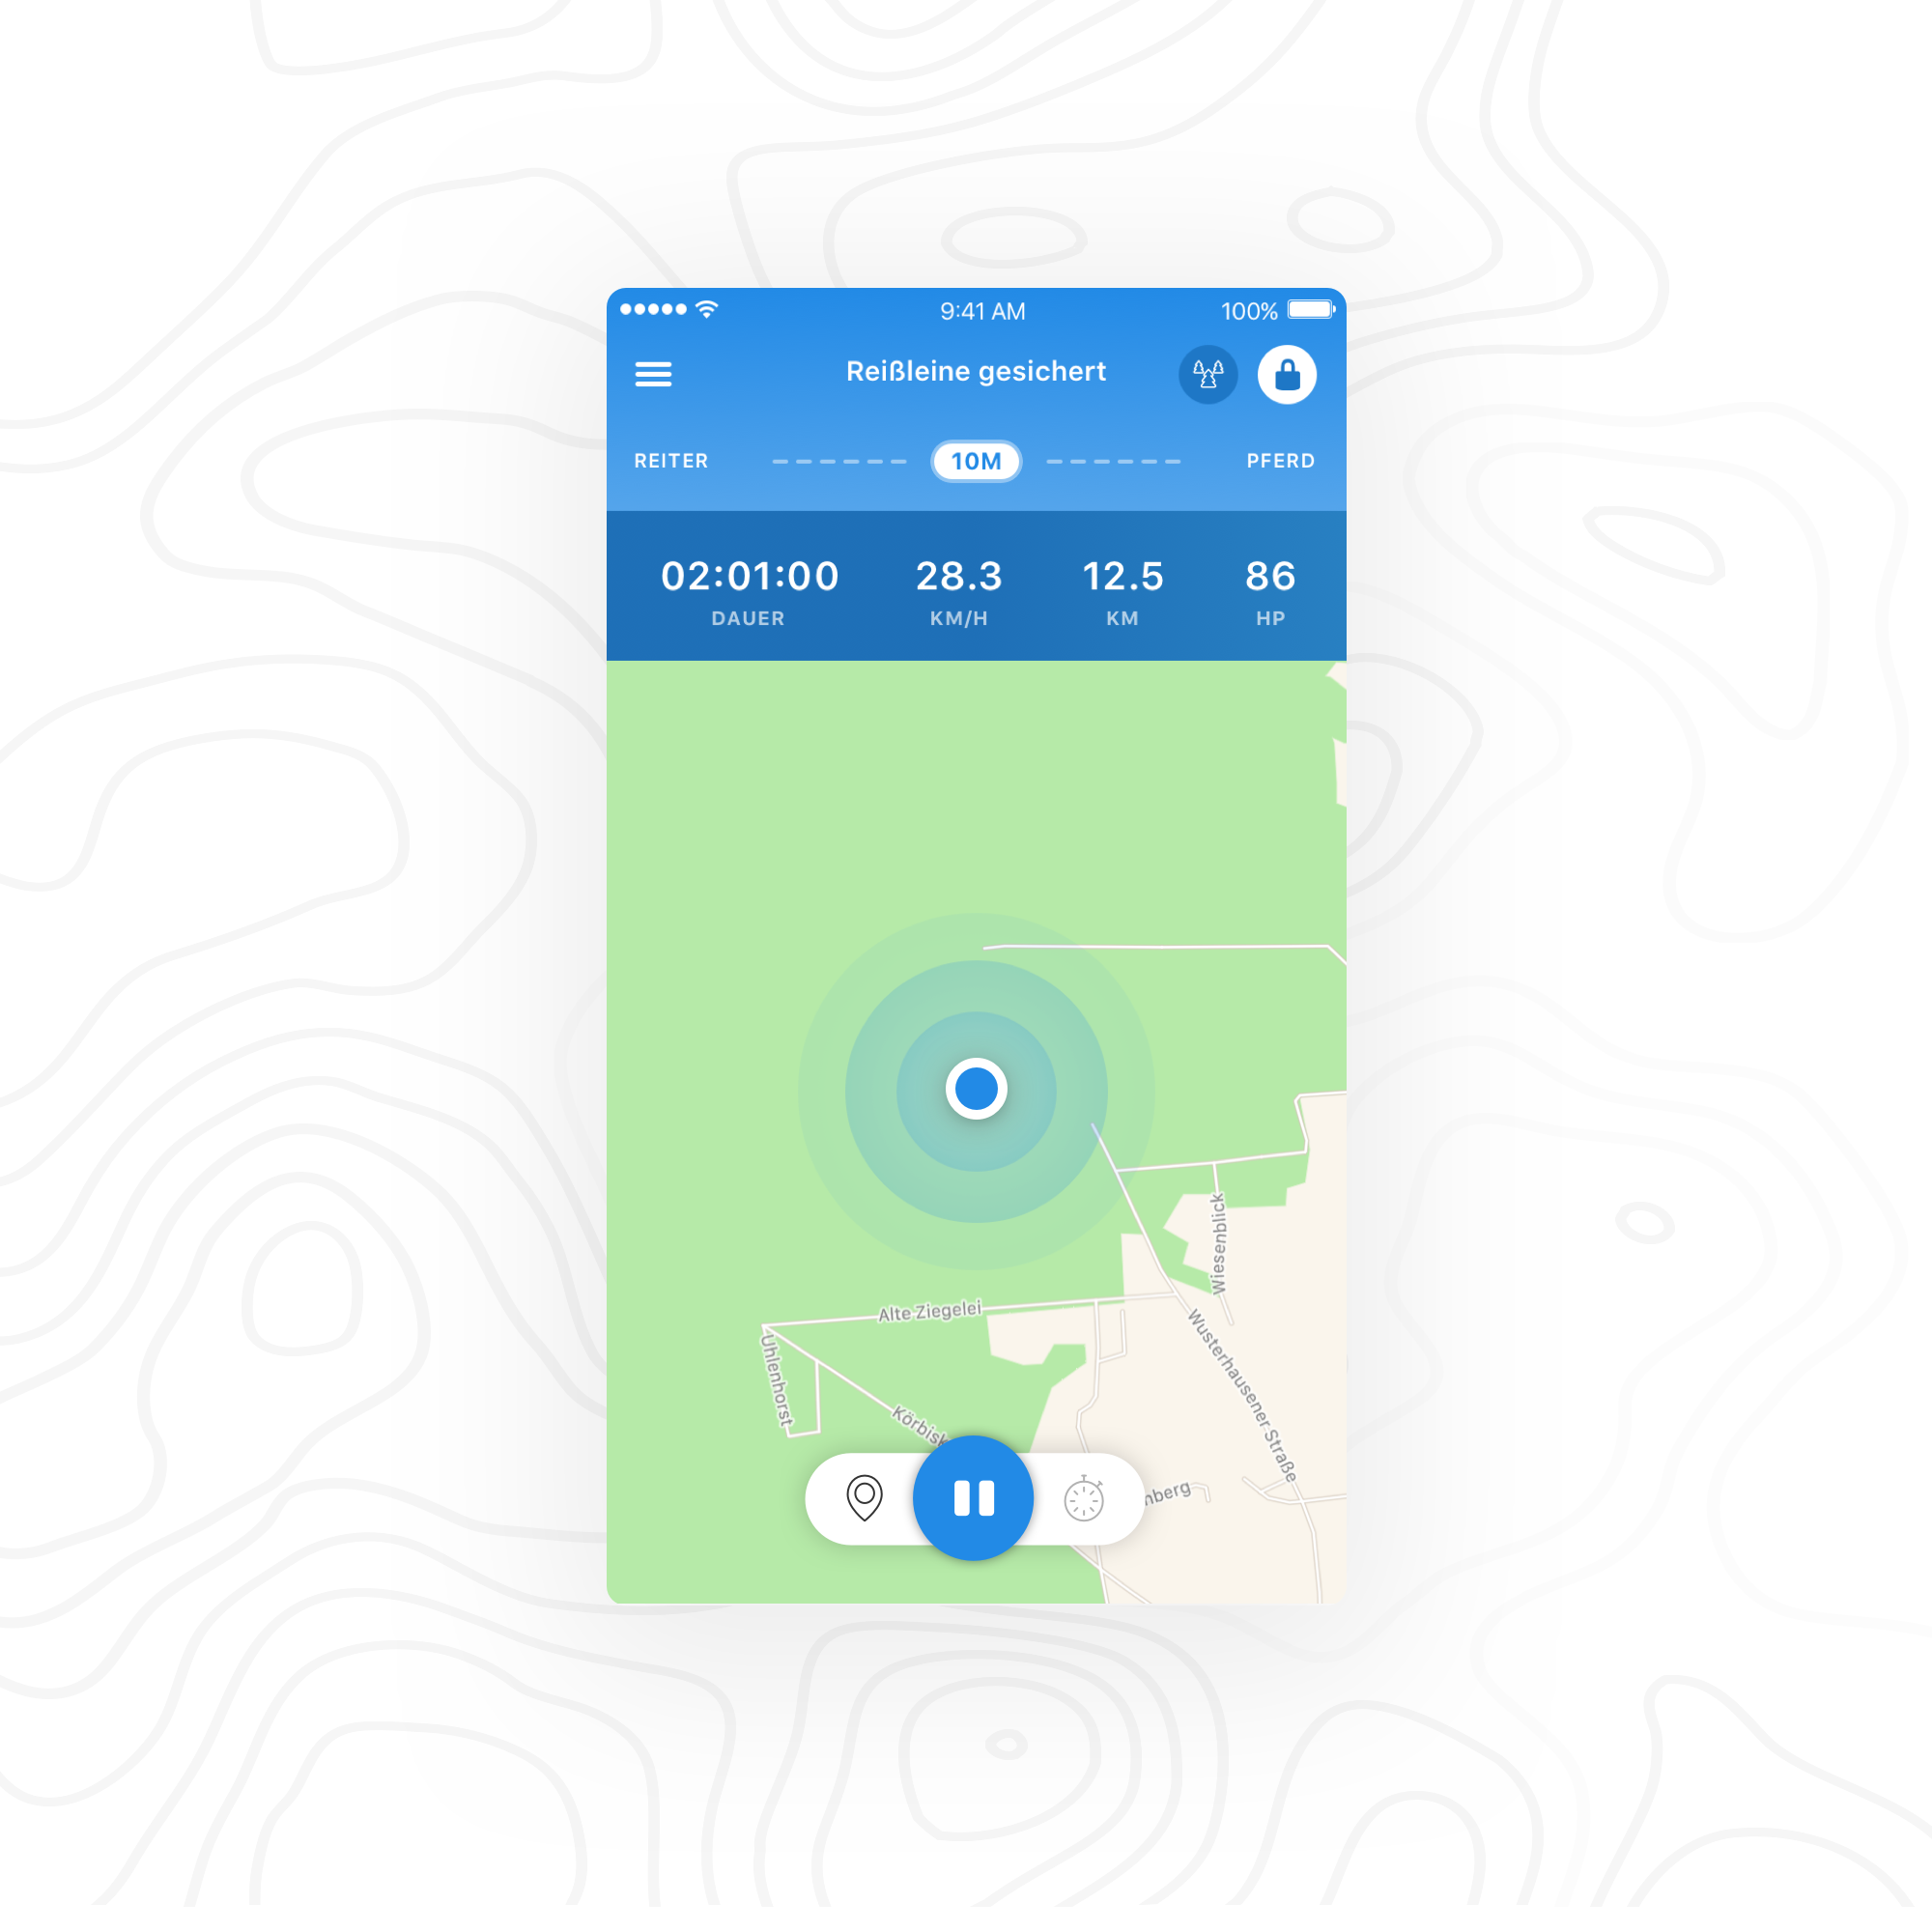 9:41 AM
100%
Reißleine gesichert
REITER
10M
PFERD
02:01:00
28.3
12.5
86
DAUER
KM/H
KM
HP
Wiesenblick
Alte Ziegelei
Uhlenhorst
Wusterhausener Straße
Körbisk
nberg